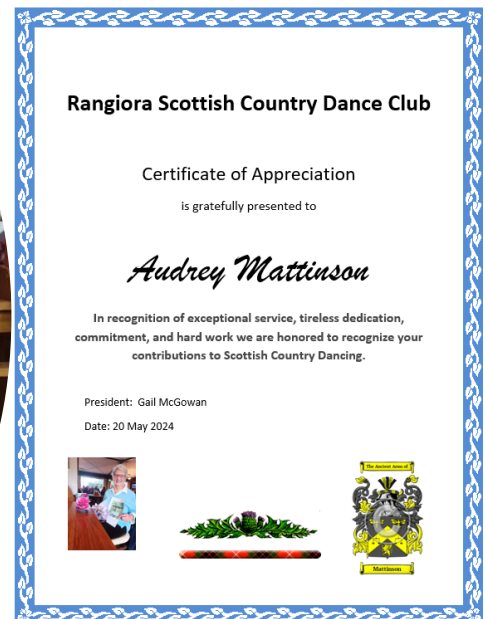 Rangiora Scottish Country Dance Club
Certificate of Appreciation
is gratefully presented to
Audrey Mattinson
In recognition of exceptional service, tireless dedication,
commitment, and hard work we are honored to recognize your
contributions to Scottish Country Dancing.
President: Gail McGowan
Date: 20 May 2024
The Ancient Arms of
Mattinson